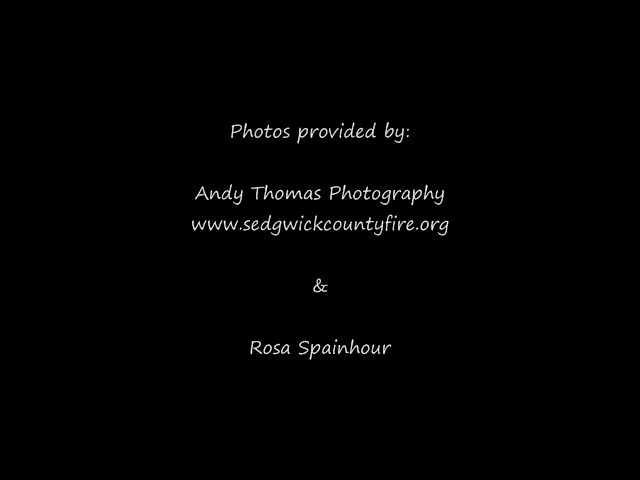 Photos provided by:
Andy Thomas Photography
www.sedgwickcountyfire.org
&
Rosa Spainhour